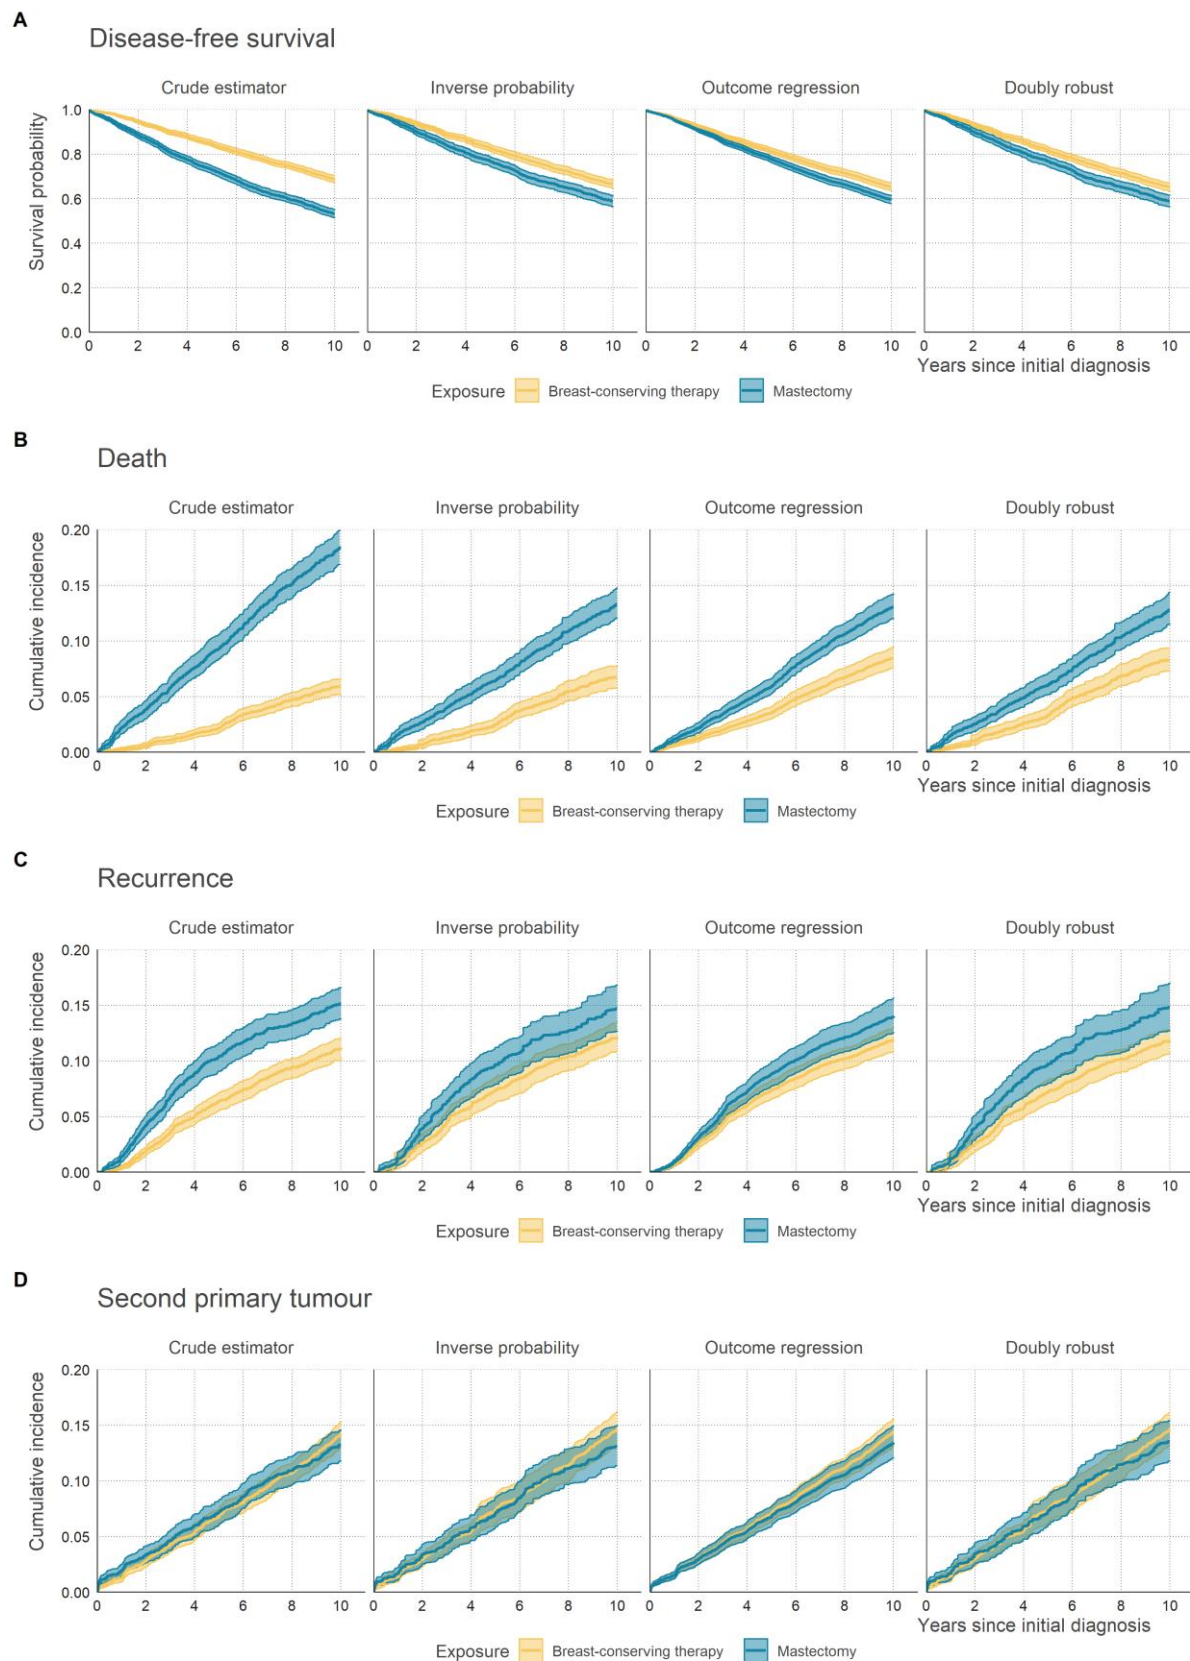 A
Disease-free survival
Crude estimator Inverse probability Outcome regression Doubly robust
Survival probability
1.0
0.8
0.6
0.4
0.2
0.0
0 2 4 6 8 10 0 2 4 6 8 10 0 2 4 6 8 10 0 2 4 6 8 10
Years since initial diagnosis
Exposure Breast-conserving therapy Mastectomy
B
Death
Crude estimator Inverse probability Outcome regression Doubly robust
Cumulative incidence
0.20
0.15
0.10
0.05
0.00
0 2 4 6 8 10 0 2 4 6 8 10 0 2 4 6 8 10 0 2 4 6 8 10
Years since initial diagnosis
Exposure Breast-conserving therapy Mastectomy
C
Recurrence
Crude estimator Inverse probability Outcome regression Doubly robust
Cumulative incidence
0.20
0.15
0.10
0.05
0.00
0 2 4 6 8 10 0 2 4 6 8 10 0 2 4 6 8 10 0 2 4 6 8 10
Years since initial diagnosis
Exposure Breast-conserving therapy Mastectomy
D
Second primary tumour
Crude estimator Inverse probability Outcome regression Doubly robust
Cumulative incidence
0.20
0.15
0.10
0.05
0.00
0 2 4 6 8 10 0 2 4 6 8 10 0 2 4 6 8 10 0 2 4 6 8 10
Years since initial diagnosis
Exposure Breast-conserving therapy Mastectomy